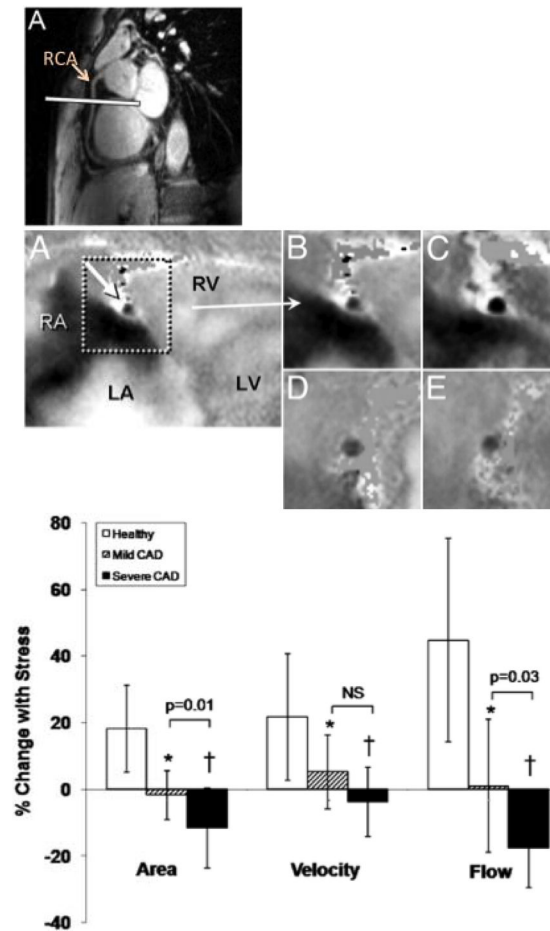 A
RCA
A
RV
RA
LA
LV
B
C
D
E
80
60
40
20
0
-20
-40
% Change with Stress
Healthy
Mild CAD
Severe CAD
p=0.01
*
†
NS
*
†
p=0.03
*
†
Area
Velocity
Flow